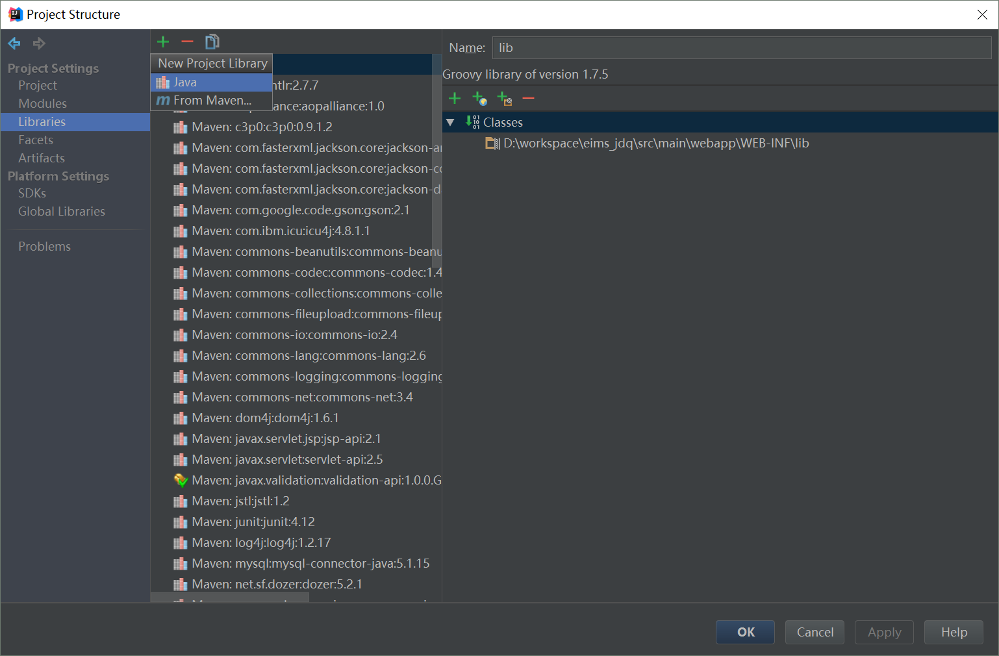 Project Structure
Project Settings
Project
Modules
Libraries
Facets
Artifacts
Platform Settings
SDKs
Global Libraries
Problems
New Project Library
Java
From Maven...
ntlr:2.7.7
ance:aopalliance:1.0
Maven: c3p0:c3p0:0.9.1.2
Maven: com.fasterxml.jackson.core:jackson-a
Maven: com.fasterxml.jackson.core:jackson-c
Maven: com.fasterxml.jackson.core:jackson-d
Maven: com.google.code.gson:gson:2.1
Maven: com.ibm.icu:icu4j:4.8.1.1
Maven: commons-beanutils:commons-beanu
Maven: commons-codec:commons-codec:1.4
Maven: commons-collections:commons-colle
Maven: commons-fileupload:commons-fileup
Maven: commons-io:commons-io:2.4
Maven: commons-lang:commons-lang:2.6
Maven: commons-logging:commons-logging
Maven: commons-net:commons-net:3.4
Maven: dom4j:dom4j:1.6.1
Maven: javax.servlet.jsp:jsp-api:2.1
Maven: javax.servlet:servlet-api:2.5
Maven: javax.validation:validation-api:1.0.0.G
Maven: jstl:jstl:1.2
Maven: junit:junit:4.12
Maven: log4j:log4j:1.2.17
Maven: mysql:mysql-connector-java:5.1.15
Maven: net.sf.dozer:dozer:5.2.1
Name: lib
Groovy library of version 1.7.5
Classes
D:\workspace\eims_jdq\src\main\webapp\WEB-INF\lib
OK
Cancel
Apply
Help